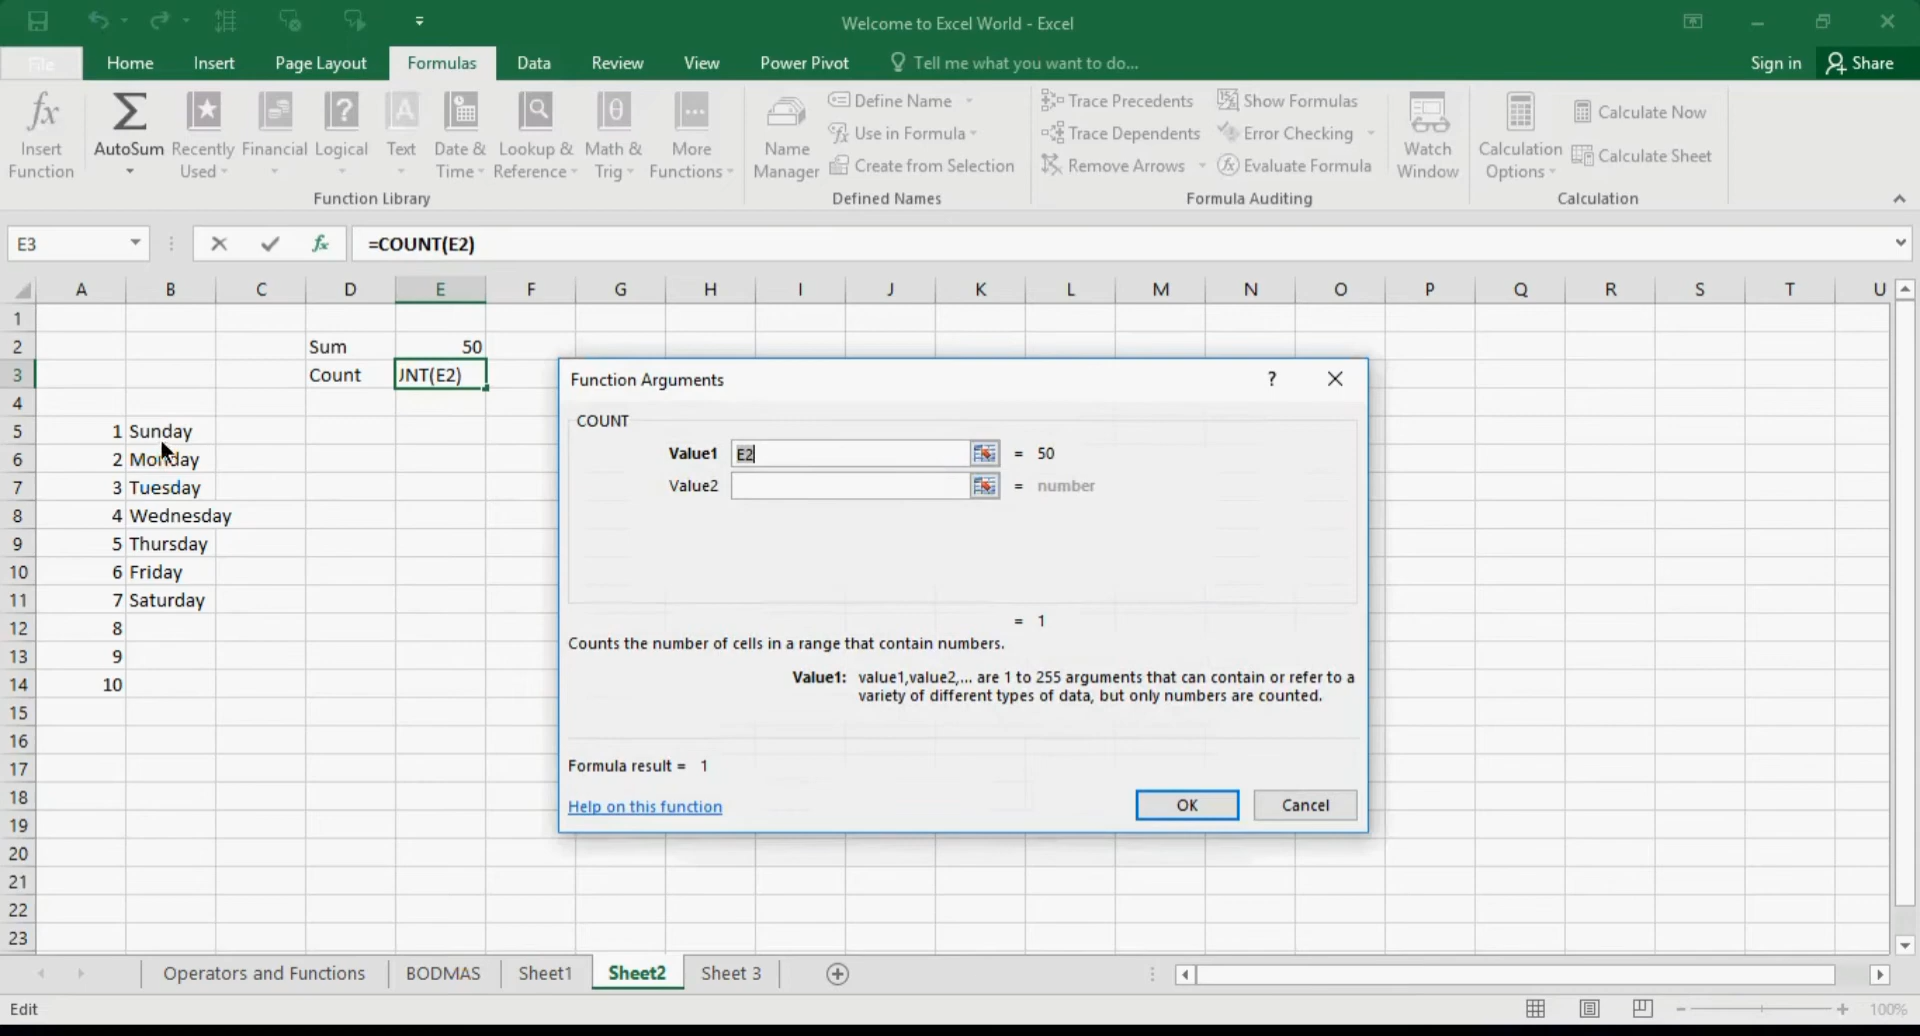 Welcome to Excel World - Excel
File Home Insert Page Layout Formulas Data Review View Power Pivot Tell me what you want to do... Sign in Share
fx Insert Function
Σ AutoSum
Recently Used
Financial
Logical
Text
Date & Time
Lookup & Reference
Math & Trig
More Functions
Function Library
Name Manager
Define Name
Use in Formula
Create from Selection
Defined Names
Trace Precedents
Trace Dependents
Remove Arrows
Show Formulas
Error Checking
Evaluate Formula
Formula Auditing
Watch Window
Calculation Options
Calculate Now
Calculate Sheet
Calculation
E3 fx =COUNT(E2)
A B C D E F G H I J K L M N O P Q R S T U
1
2 Sum 50
3 Count JNT(E2)
4
5 1 Sunday
6 2 Monday
7 3 Tuesday
8 4 Wednesday
9 5 Thursday
10 6 Friday
11 7 Saturday
12 8
13 9
14 10
15
16
17
18
19
20
21
22
23
Function Arguments ?
COUNT
Value1 E2 = 50
Value2 = number
= 1
Counts the number of cells in a range that contain numbers.
Value1: value1,value2,... are 1 to 255 arguments that can contain or refer to a
variety of different types of data, but only numbers are counted.
Formula result = 1
Help on this function OK Cancel
Operators and Functions BODMAS Sheet1 Sheet2 Sheet 3
Edit 100%